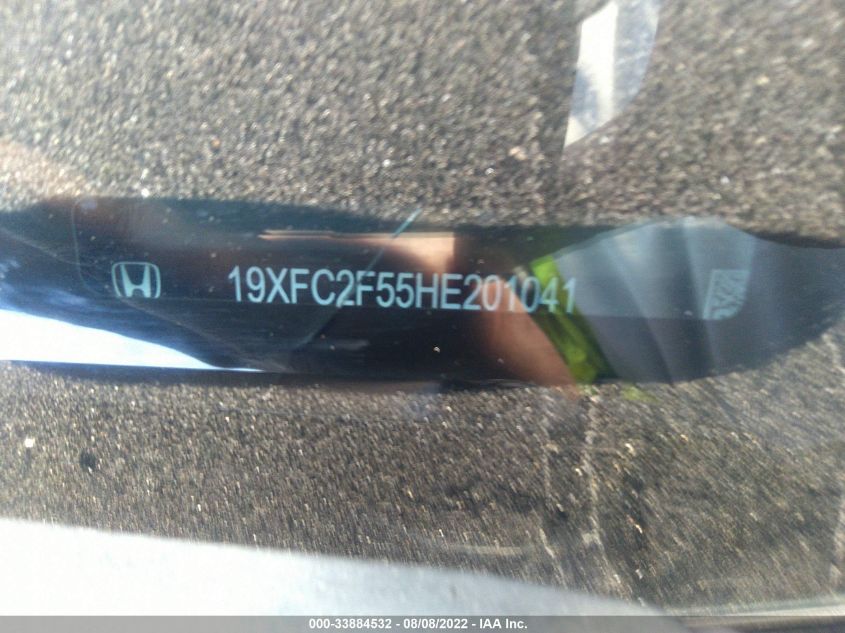 19XFC2F55HE201041
000-33884532 - 08/08/2022 - IAA Inc.